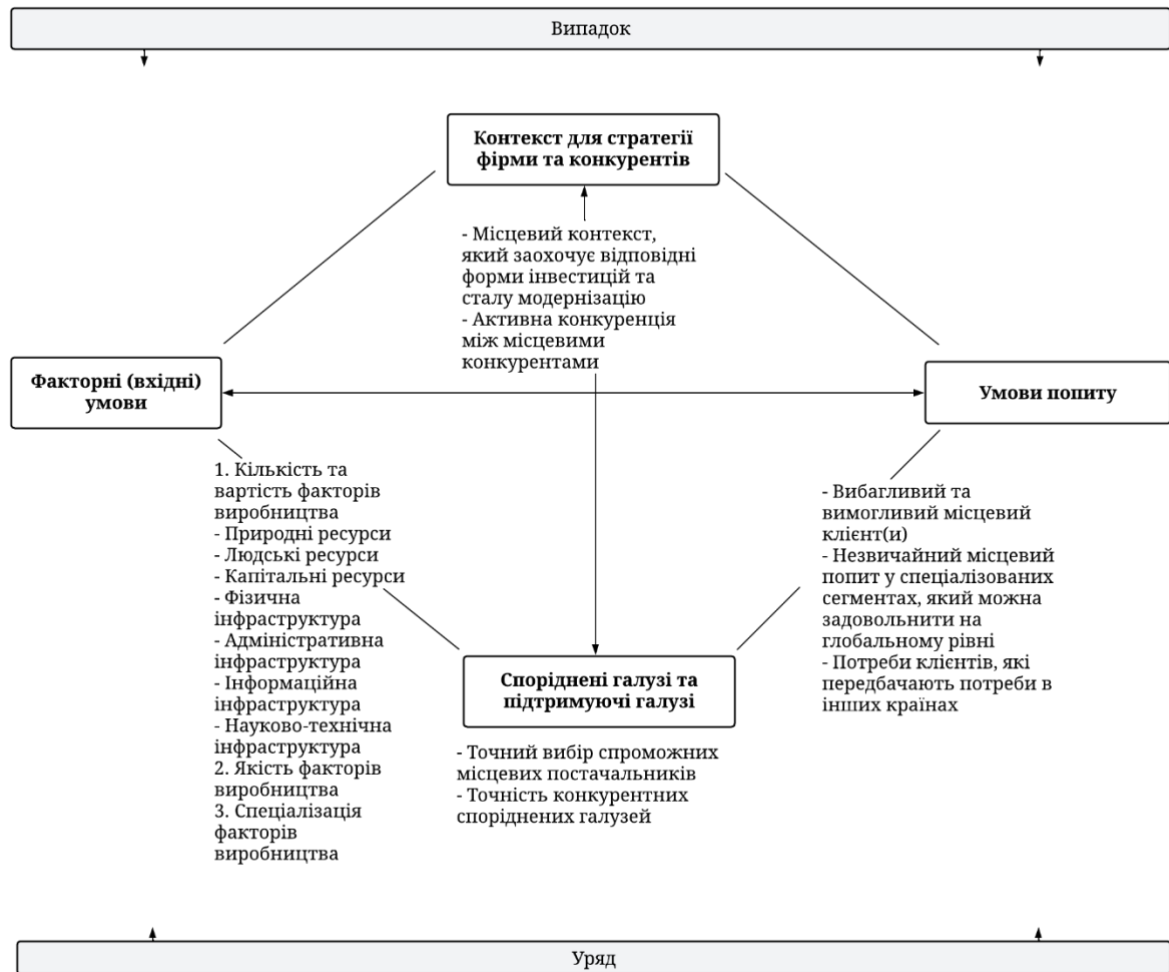 Випадок
Контекст для стратегії
фірми та конкурентів
- Місцевий контекст,
який заохочує відповідні
форми інвестицій та
сталу модернізацію
- Активна конкуренція
між місцевими
конкурентами
Факторні (вхідні)
умови
Умови попиту
1. Кількість та
вартість факторів
виробництва
- Природні ресурси
- Людські ресурси
- Капітальні ресурси
- Фізична
інфраструктура
- Адміністративна
інфраструктура
- Інформаційна
інфраструктура
- Науково-технічна
інфраструктура
2. Якість факторів
виробництва
3. Спеціалізація
факторів
виробництва
- Вибагливий та
вимогливий місцевий
клієнт(и)
- Незвичайний місцевий
попит у спеціалізованих
сегментах, який можна
задовольнити на
глобальному рівні
- Потреби клієнтів, які
передбачають потреби в
інших країнах
Споріднені галузі та
підтримуючі галузі
- Точний вибір спроможних
місцевих постачальників
- Точність конкурентних
споріднених галузей
Уряд